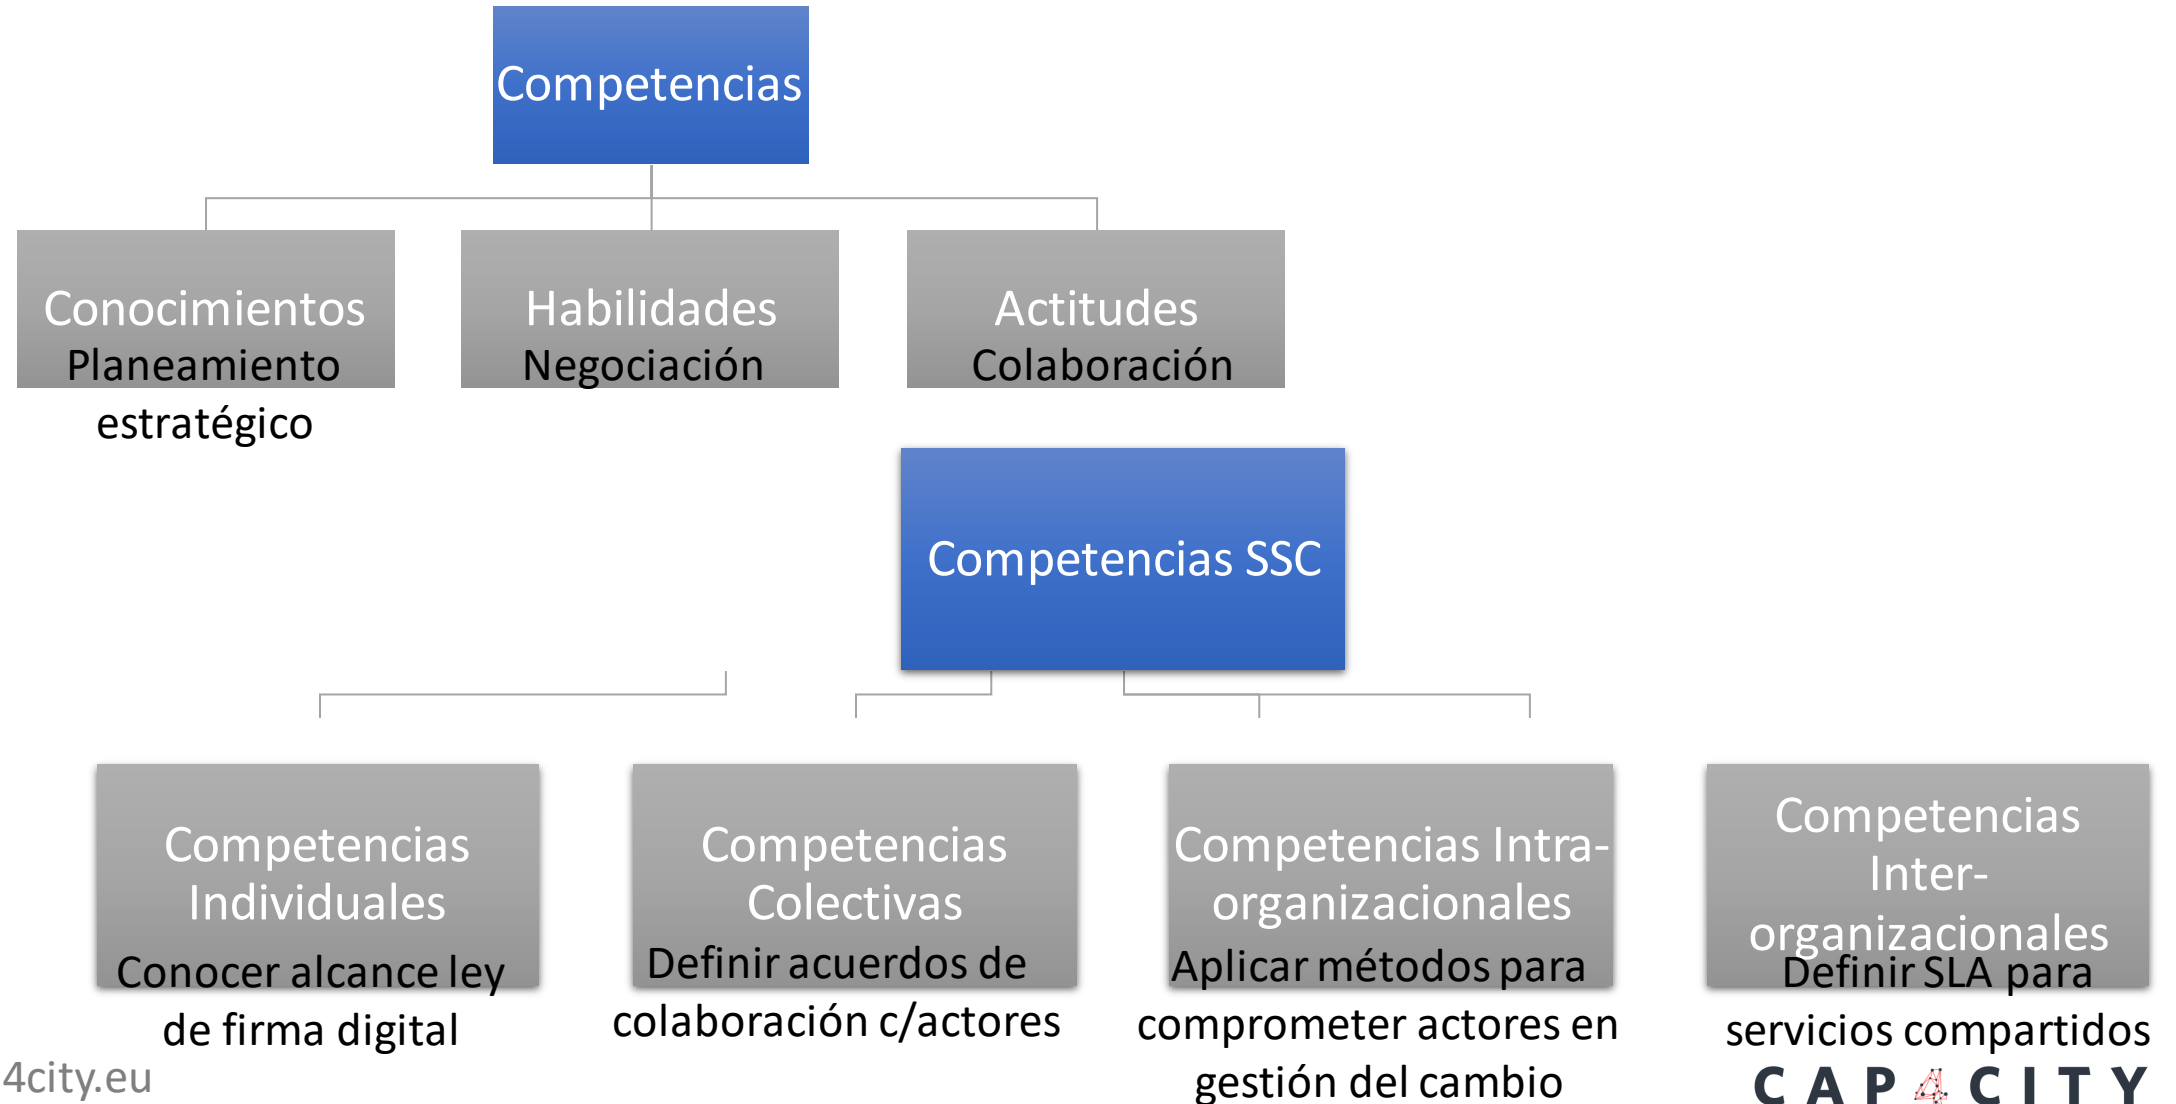 Competencias
Conocimientos
Planeamiento
estratégico
Habilidades
Negociación
Actitudes
Colaboración
Competencias SSC
Competencias
Individuales
Conocer alcance ley
de firma digital
Competencias
Colectivas
Definir acuerdos de
colaboración c/actores
Competencias Intra-
organizacionales
Aplicar métodos para
comprometer actores en
gestión del cambio
Competencias
Inter-
organizacionales
Definir SLA para
servicios compartidos
4city.eu
CAP4CITY